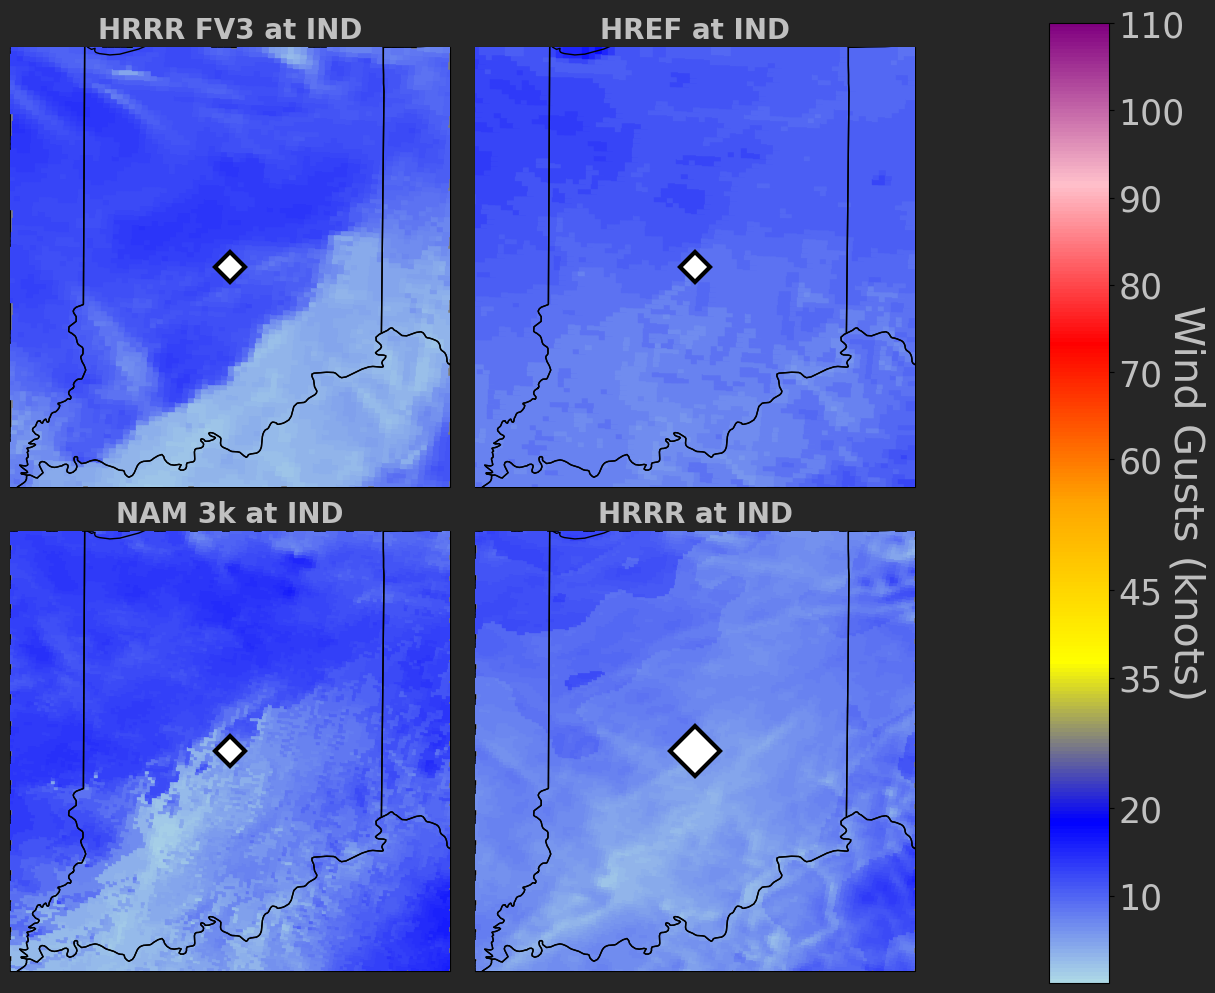 HRRR FV3 at IND
HREF at IND
NAM 3k at IND
HRRR at IND
110
100
90
80
70
60
45
35
20
10
Wind Gusts (knots)